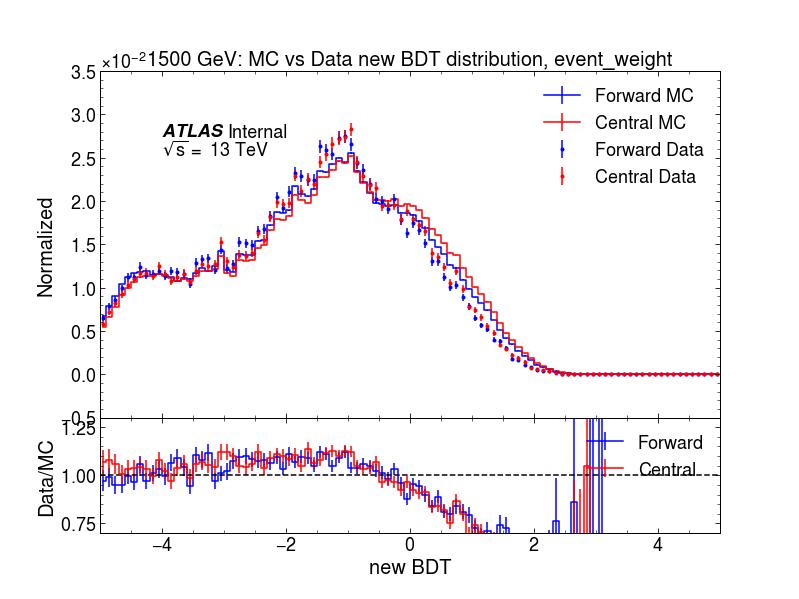 ×10⁻²1500 GeV: MC vs Data new BDT distribution, event_weight
3.5
3.0
2.5
2.0
1.5
1.0
0.5
0.0
0.5
Normalized
ATLAS Internal
√s = 13 TeV
Forward MC
Central MC
Forward Data
Central Data
1.25
1.00
0.75
Data/MC
Forward
Central
−4
−2
0
2
4
new BDT